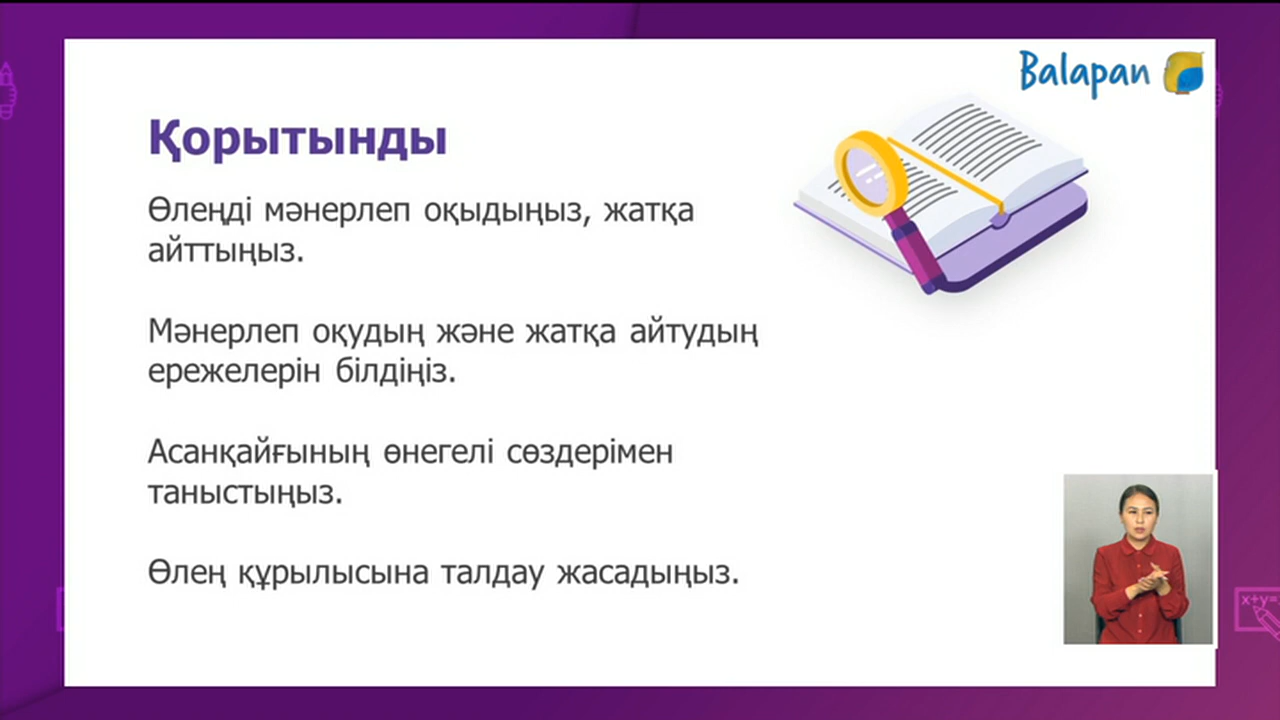 Balapan
Қорытынды
Өлеңді мәнерлеп оқыдыңыз, жатқа
айттыңыз.
Мәнерлеп оқудың және жатқа айтудың
ережелерін білдіңіз.
Асанқайғының өнегелі сөздерімен
таныстыңыз.
Өлең құрылысына талдау жасадыңыз.
x+y=